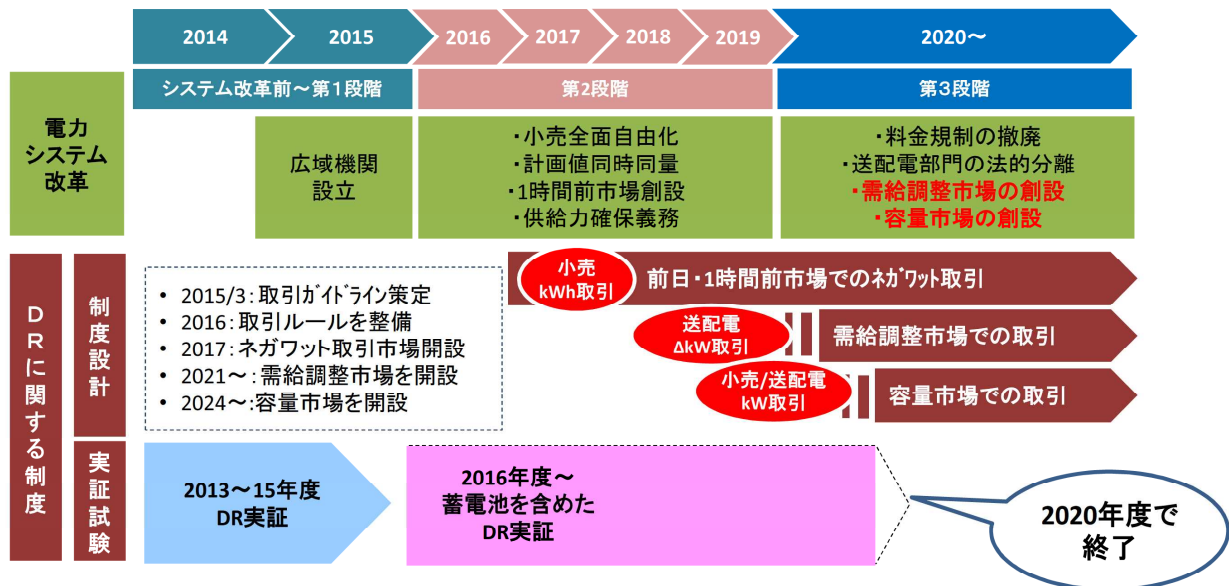 2014
2015
2016
2017
2018
2019
2020～
システム改革前～第1段階
第2段階
第3段階
電力
システム
改革
広域機関
設立
・小売全面自由化
・計画値同時同量
・1時間前市場創設
・供給力確保義務
・料金規制の撤廃
・送配電部門の法的分離
・需給調整市場の創設
・容量市場の創設
DRに関する制度
制度設計
• 2015/3：取引ｶﾞｲﾄﾞﾗｲﾝ策定
• 2016：取引ルールを整備
• 2017：ネガワット取引市場開設
• 2021～：需給調整市場を開設
• 2024～:容量市場を開設
小売
kWh取引
前日・1時間前市場でのﾈｶﾞﾜｯﾄ取引
送配電
ΔkW取引
需給調整市場での取引
小売/送配電
kW取引
容量市場での取引
実証試験
2013～15年度
DR実証
2016年度～
蓄電池を含めた
DR実証
2020年度で
終了